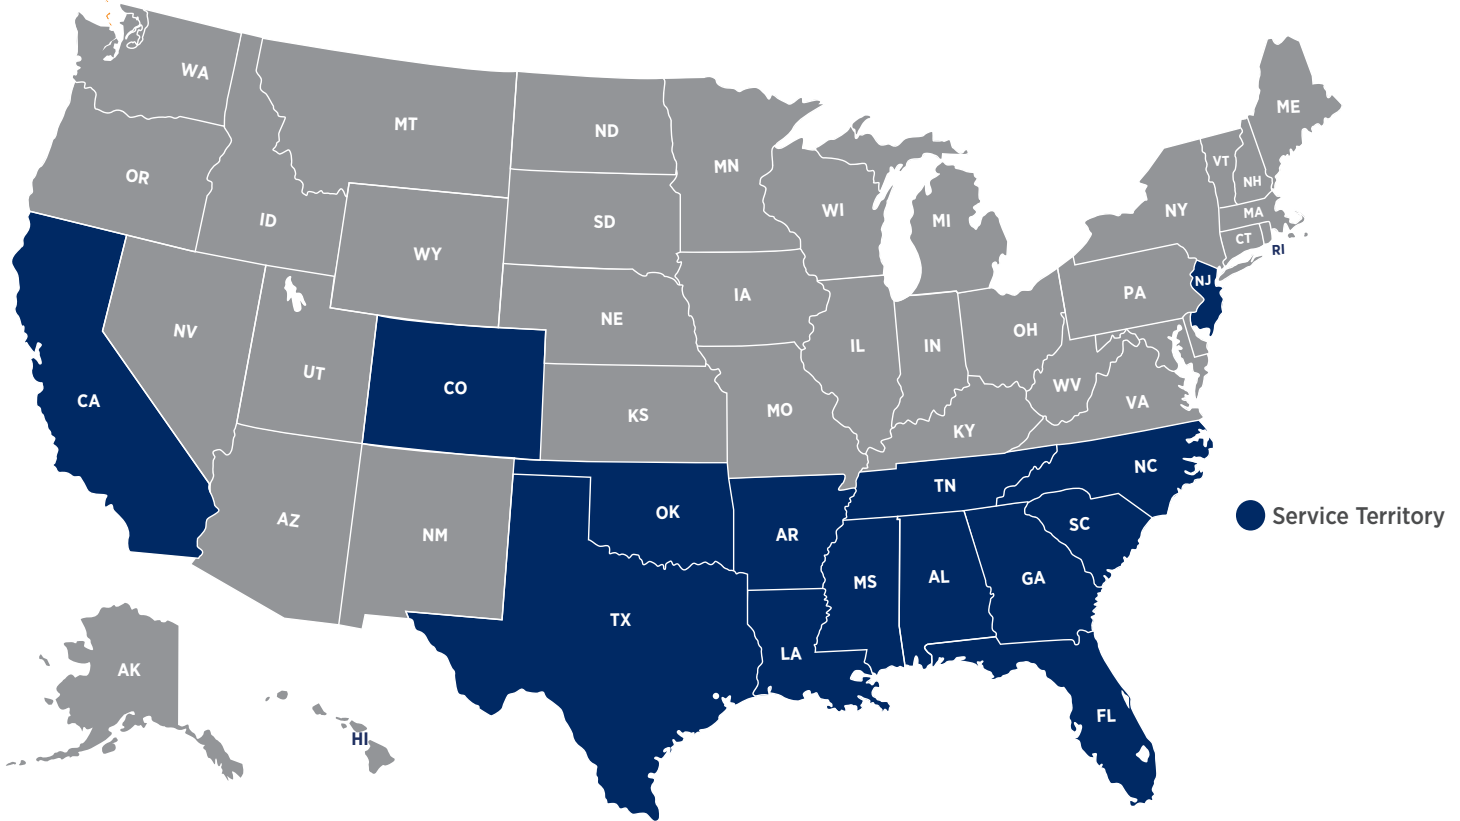 WA
ME
MT
ND
VT
MN
OR
NH
NY
MA
WI
ID
SD
MI
CT
RI
WY
NJ
PA
IA
NE
NV
OH
IL
IN
UT
WV
CO
CA
VA
MO
KS
KY
NC
TN
OK
Service Territory
AZ
SC
NM
AR
AL
GA
MS
TX
LA
AK
FL
HI